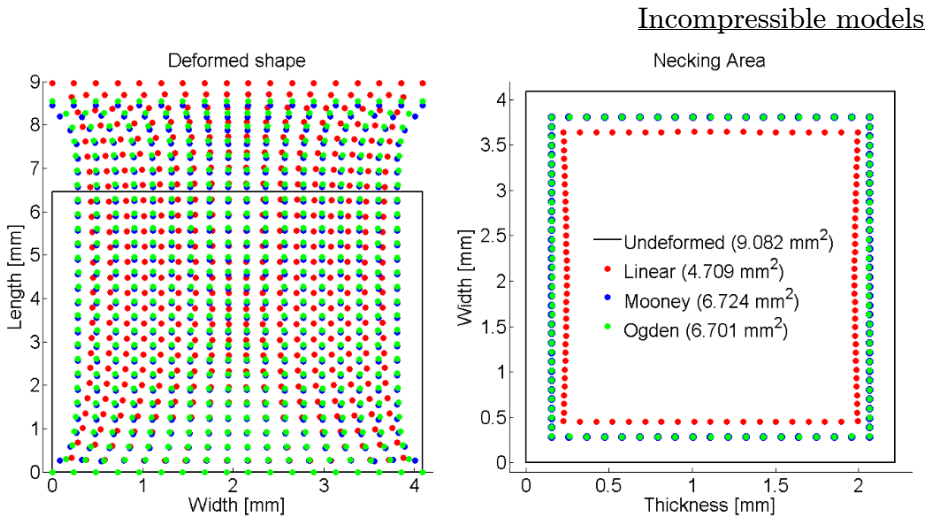 Incompressible models
Deformed shape
9
8
7
6
5
4
3
2
1
0
Length [mm]
0 1 2 3 4
Width [mm]
Necking Area
4
3.5
3
2.5
2
1.5
1
0.5
0
Width [mm]
Undeformed (9.082 mm²)
Linear (4.709 mm²)
Mooney (6.724 mm²)
Ogden (6.701 mm²)
0 0.5 1 1.5 2
Thickness [mm]